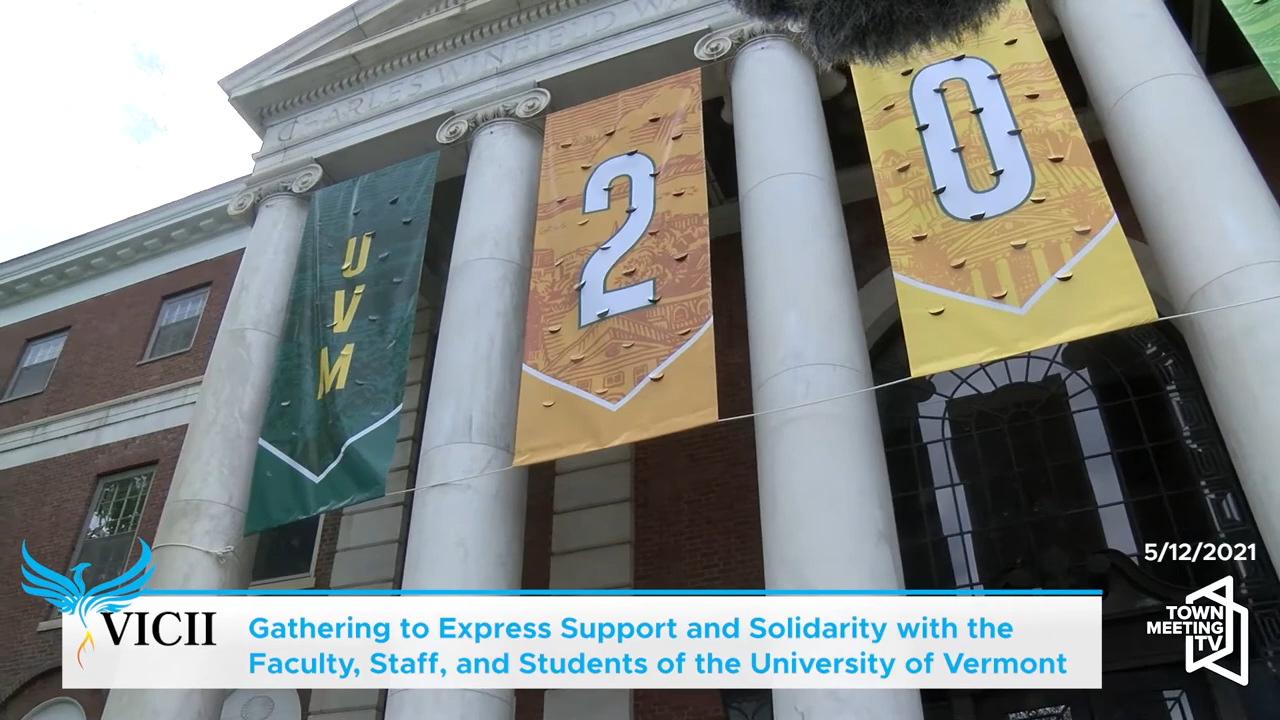 CHARLES WINFIELD WA
UVM
2
0
5/12/2021
TOWN
MEETING
TV
VICII
Gathering to Express Support and Solidarity with the
Faculty, Staff, and Students of the University of Vermont